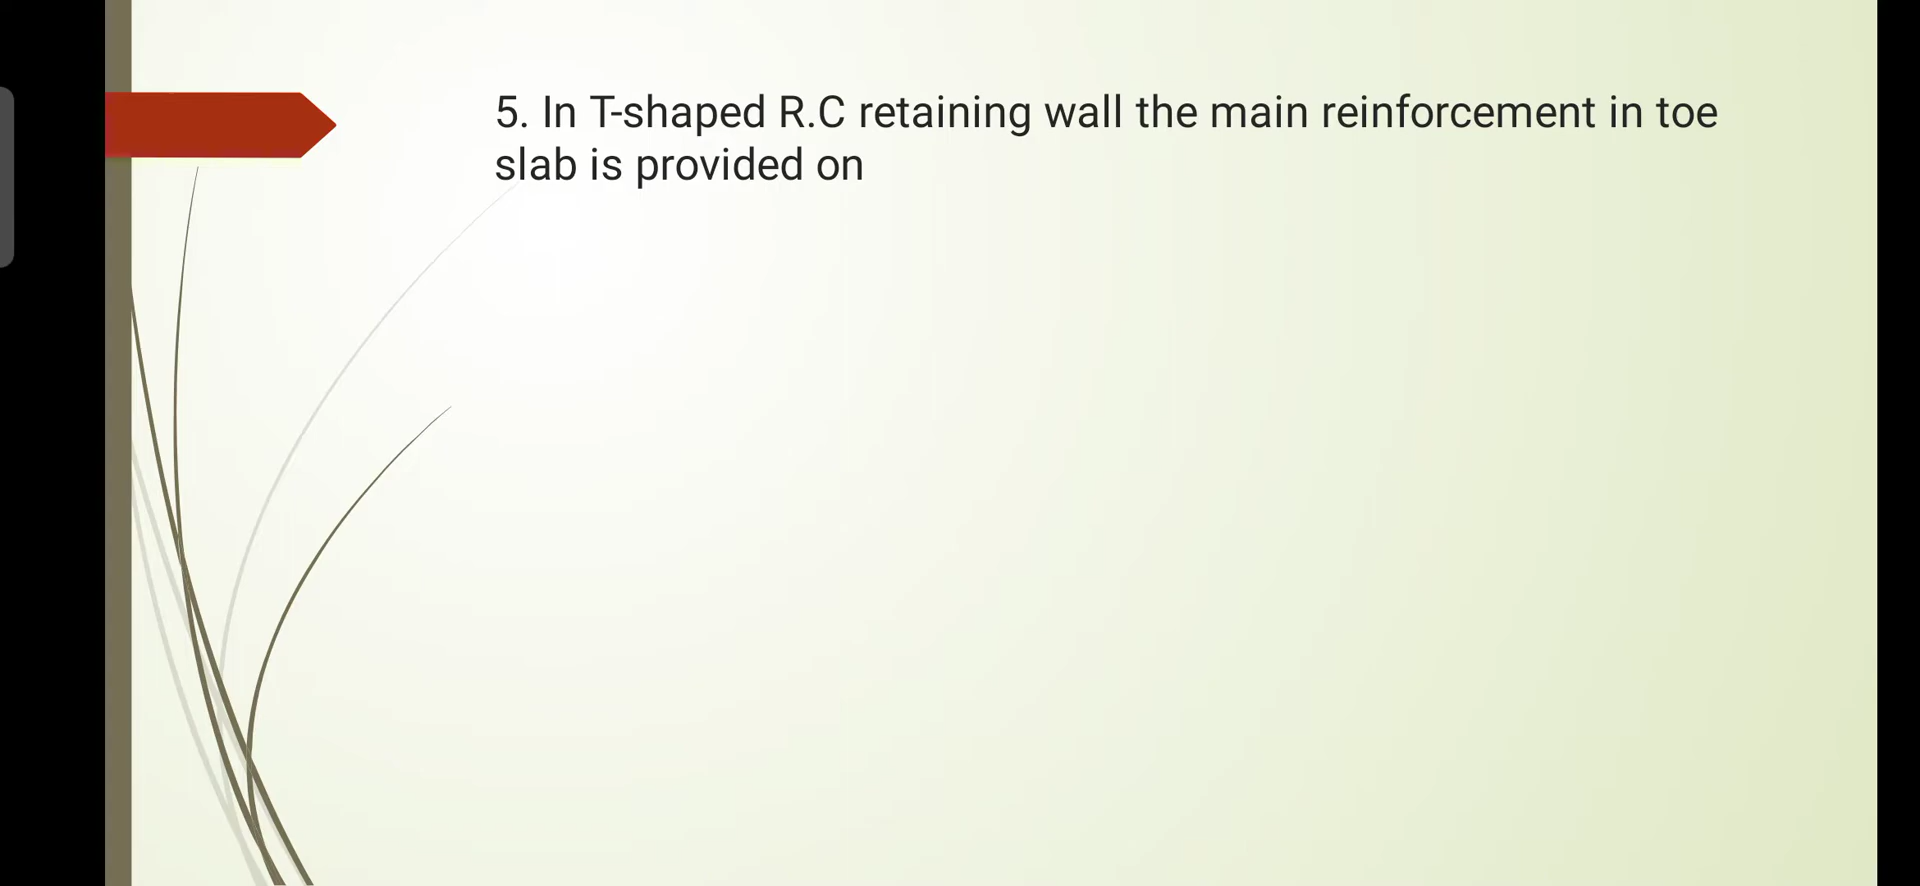 5. In T-shaped R.C retaining wall the main reinforcement in toe
slab is provided on